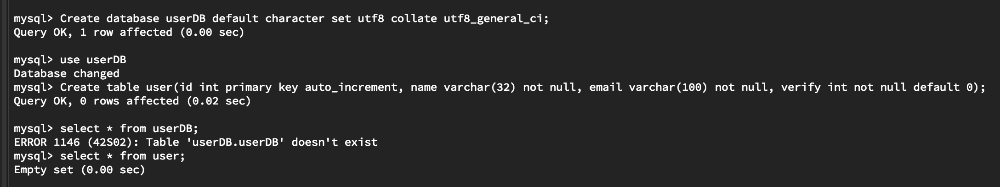 mysql> Create database userDB default character set utf8 collate utf8_general_ci;
Query OK, 1 row affected (0.00 sec)
mysql> use userDB
Database changed
mysql> Create table user(id int primary key auto_increment, name varchar(32) not null, email varchar(100) not null, verify int not null default 0);
Query OK, 0 rows affected (0.02 sec)
mysql> select * from userDB;
ERROR 1146 (42S02): Table 'userDB.userDB' doesn't exist
mysql> select * from user;
Empty set (0.00 sec)